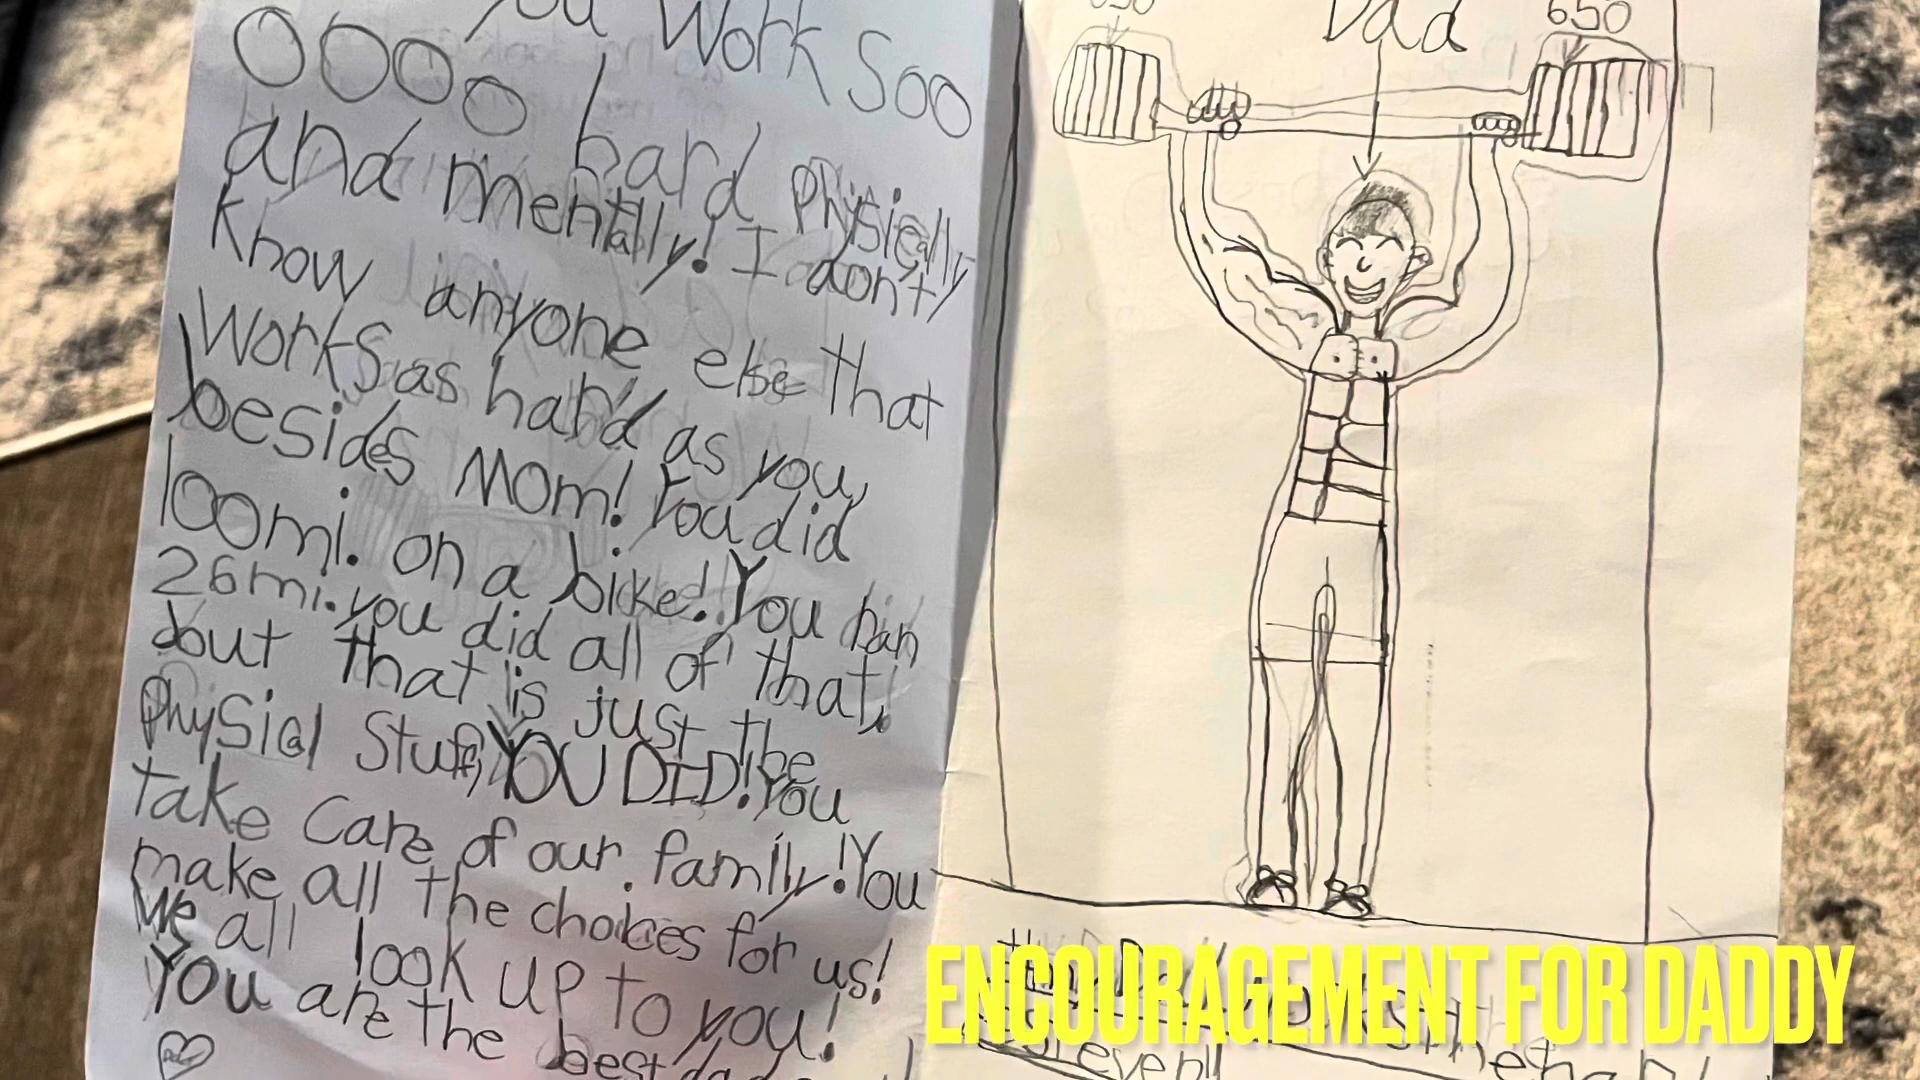 You Work Soo
OOOo hard Physically
and mentally! I don't
know anyone else that
Works as hard as you,
besides Mom! You did
100mi. on a bike! You ran
26mi. you did all of that!
but that is just the
Physical Stuff, YOU DID! You
take Care of our family! You
make all the choices for us!
We all look up to you!
You are the best
650
Dad
650
ever!!
ENCOURAGEMENT FOR DADDY